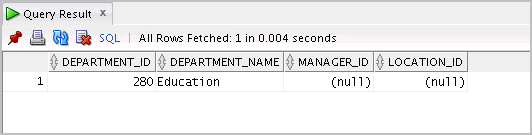 Query Result x
SQL | All Rows Fetched: 1 in 0.004 seconds
DEPARTMENT_ID DEPARTMENT_NAME MANAGER_ID LOCATION_ID
1 280 Education (null) (null)